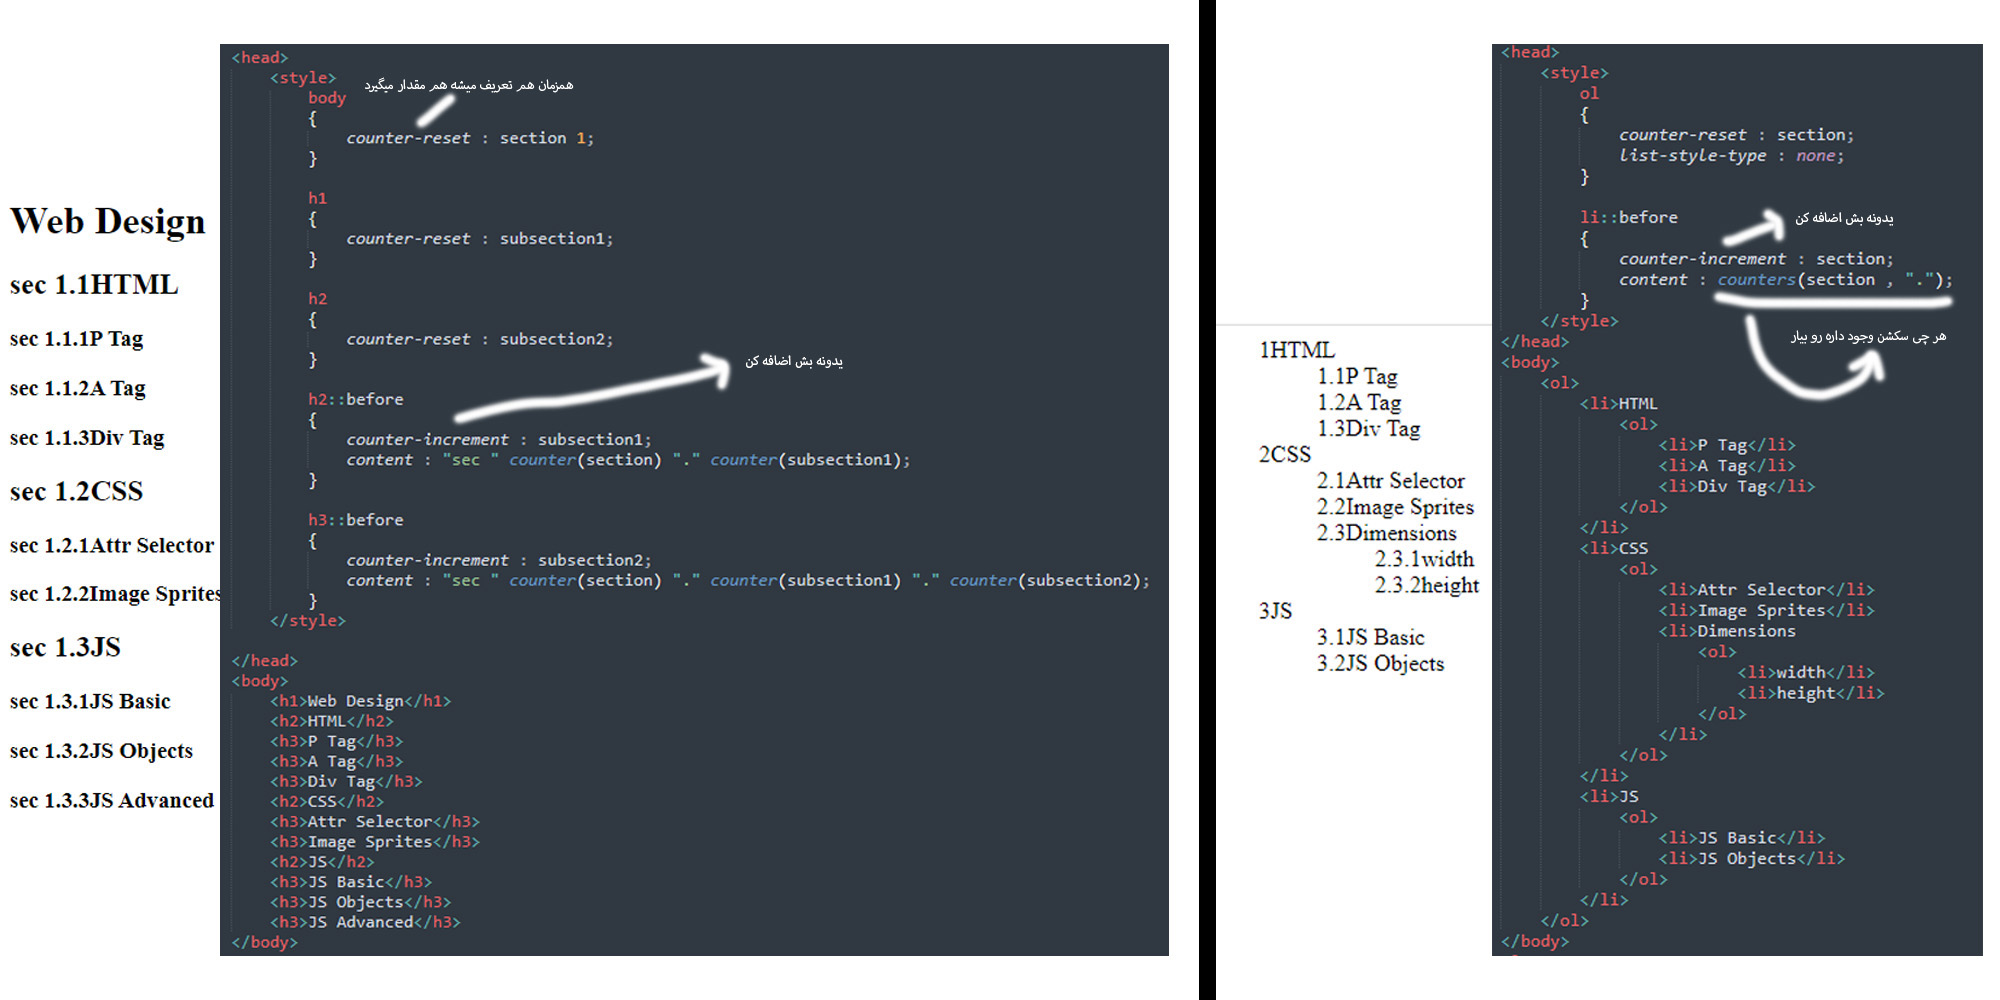 Web Design
sec 1.1HTML
sec 1.1.1P Tag
sec 1.1.2A Tag
sec 1.1.3Div Tag
sec 1.2CSS
sec 1.2.1Attr Selector
sec 1.2.2Image Sprites
sec 1.3JS
sec 1.3.1JS Basic
sec 1.3.2JS Objects
sec 1.3.3JS Advanced
<head>
<style>
همزمان هم تعریف میشه هم مقدار میگیرد
body
{
counter-reset : section 1;
}
h1
{
counter-reset : subsection1;
}
h2
{
counter-reset : subsection2;
}
یدونه بش اضافه کن
h2::before
{
counter-increment : subsection1;
content : "sec " counter(section) "." counter(subsection1);
}
h3::before
{
counter-increment : subsection2;
content : "sec " counter(section) "." counter(subsection1) "." counter(subsection2);
}
</style>
</head>
<body>
<h1>Web Design</h1>
<h2>HTML</h2>
<h3>P Tag</h3>
<h3>A Tag</h3>
<h3>Div Tag</h3>
<h2>CSS</h2>
<h3>Attr Selector</h3>
<h3>Image Sprites</h3>
<h2>JS</h2>
<h3>JS Basic</h3>
<h3>JS Objects</h3>
<h3>JS Advanced</h3>
</body>
1HTML
1.1P Tag
1.2A Tag
1.3Div Tag
2CSS
2.1Attr Selector
2.2Image Sprites
2.3Dimensions
2.3.1width
2.3.2height
3JS
3.1JS Basic
3.2JS Objects
<head>
<style>
ol
{
counter-reset : section;
list-style-type : none;
}
li::before
یدونه بش اضافه کن
{
counter-increment : section;
content : counters(section , ".");
}
</style>
هر چی سکشن وجود داره رو بیار
</head>
<body>
<ol>
<li>HTML
<ol>
<li>P Tag</li>
<li>A Tag</li>
<li>Div Tag</li>
</ol>
</li>
<li>CSS
<ol>
<li>Attr Selector</li>
<li>Image Sprites</li>
<li>Dimensions
<ol>
<li>width</li>
<li>height</li>
</ol>
</li>
</ol>
</li>
<li>JS
<ol>
<li>JS Basic</li>
<li>JS Objects</li>
</ol>
</li>
</ol>
</body>